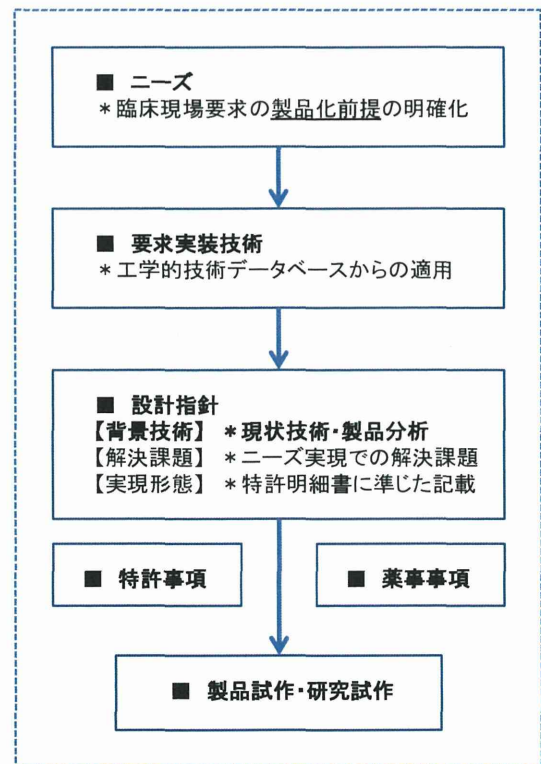 ■ ニーズ
＊臨床現場要求の製品化前提の明確化
■ 要求実装技術
＊工学的技術データベースからの適用
■ 設計指針
【背景技術】 ＊現状技術・製品分析
【解決課題】 ＊ニーズ実現での解決課題
【実現形態】 ＊特許明細書に準じた記載
■ 特許事項
■ 薬事事項
■ 製品試作・研究試作